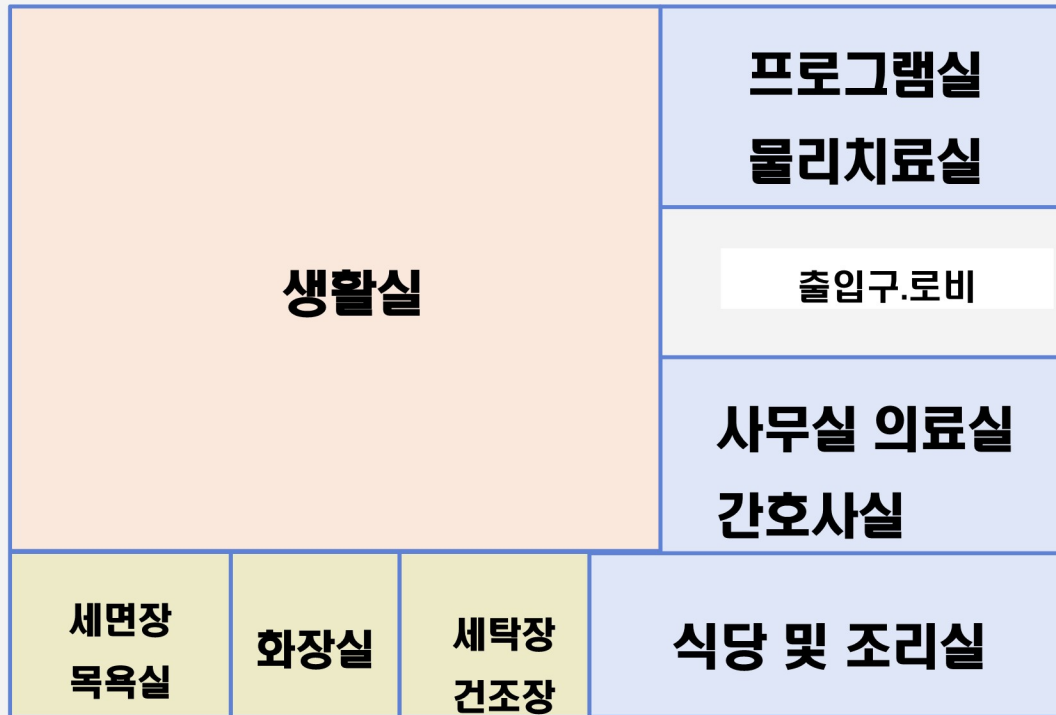 프로그램실
물리치료실
생활실
출입구.로비
사무실 의료실
간호사실
세면장
목욕실
화장실
세탁장
건조장
식당 및 조리실